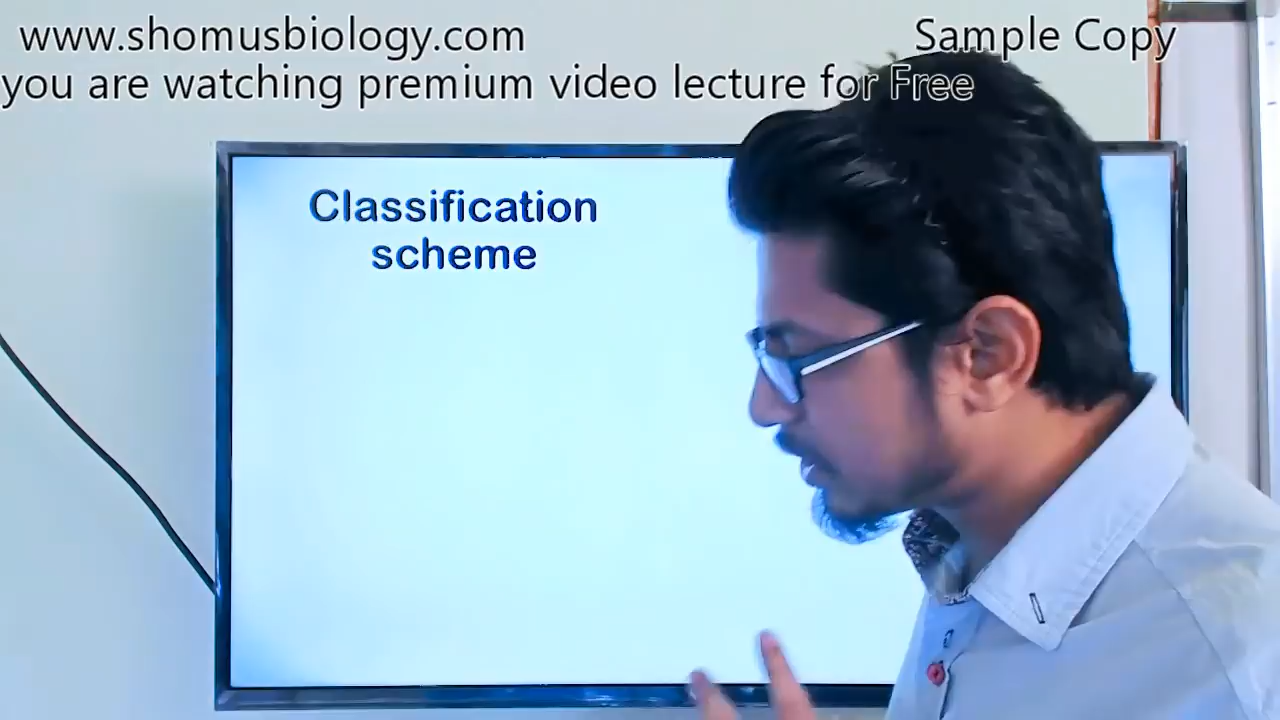 www.shomusbiology.com
Sample Copy
you are watching premium video lecture for Free
Classification
scheme